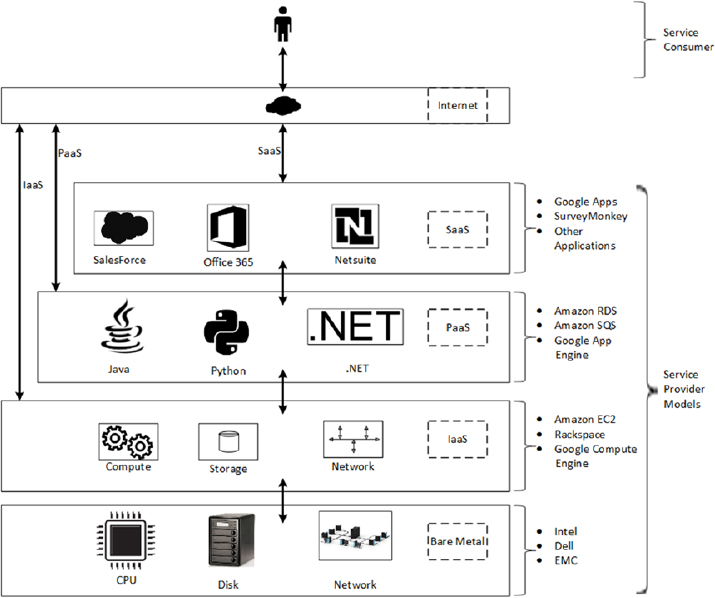 Service
Consumer
Internet
IaaS
PaaS
SaaS
SalesForce
Office 365
N
Netsuite
SaaS
• Google Apps
• SurveyMonkey
• Other
Applications
Java
Python
.NET
.NET
PaaS
• Amazon RDS
• Amazon SQS
• Google App
Engine
Service
Provider
Models
Compute
Storage
Network
IaaS
• Amazon EC2
• Rackspace
• Google Compute
Engine
CPU
Disk
Network
Bare Metal
• Intel
• Dell
• EMC